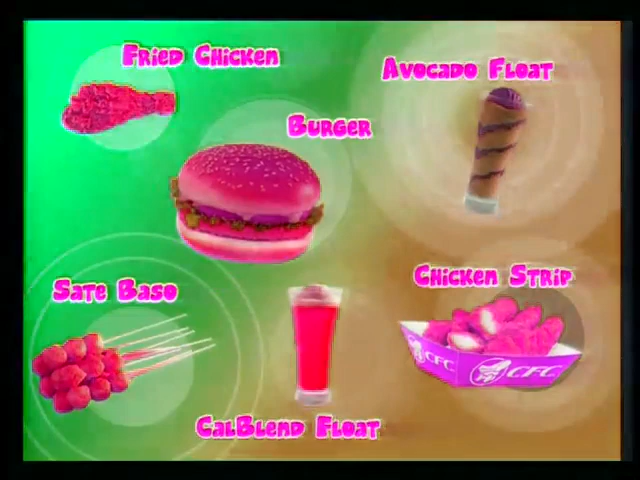 Fried Chicken
Avocado Float
Burger
Sate Baso
Chicken Strip
CFC
CFC
CalBlend Float